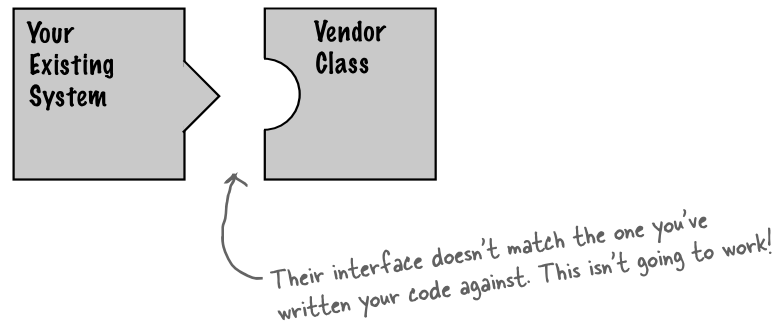 Your
Existing
System
Vendor
Class
Their interface doesn't match the one you've
written your code against. This isn't going to work!